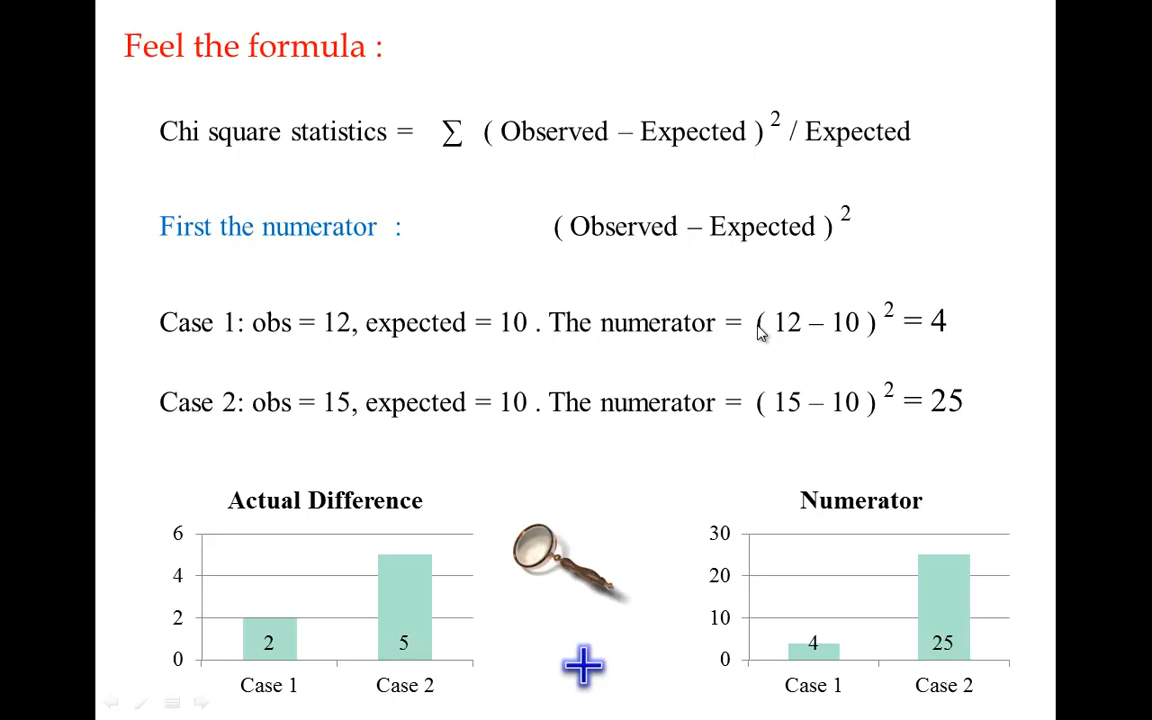 Feel the formula :
Chi square statistics = ∑ ( Observed – Expected ) 2 / Expected
First the numerator : ( Observed – Expected ) 2
Case 1: obs = 12, expected = 10 . The numerator = ( 12 – 10 ) 2 = 4
Case 2: obs = 15, expected = 10 . The numerator = ( 15 – 10 ) 2 = 25
Actual Difference
6
4
2
0
2
5
Case 1 Case 2
Numerator
30
20
10
0
4
25
Case 1 Case 2